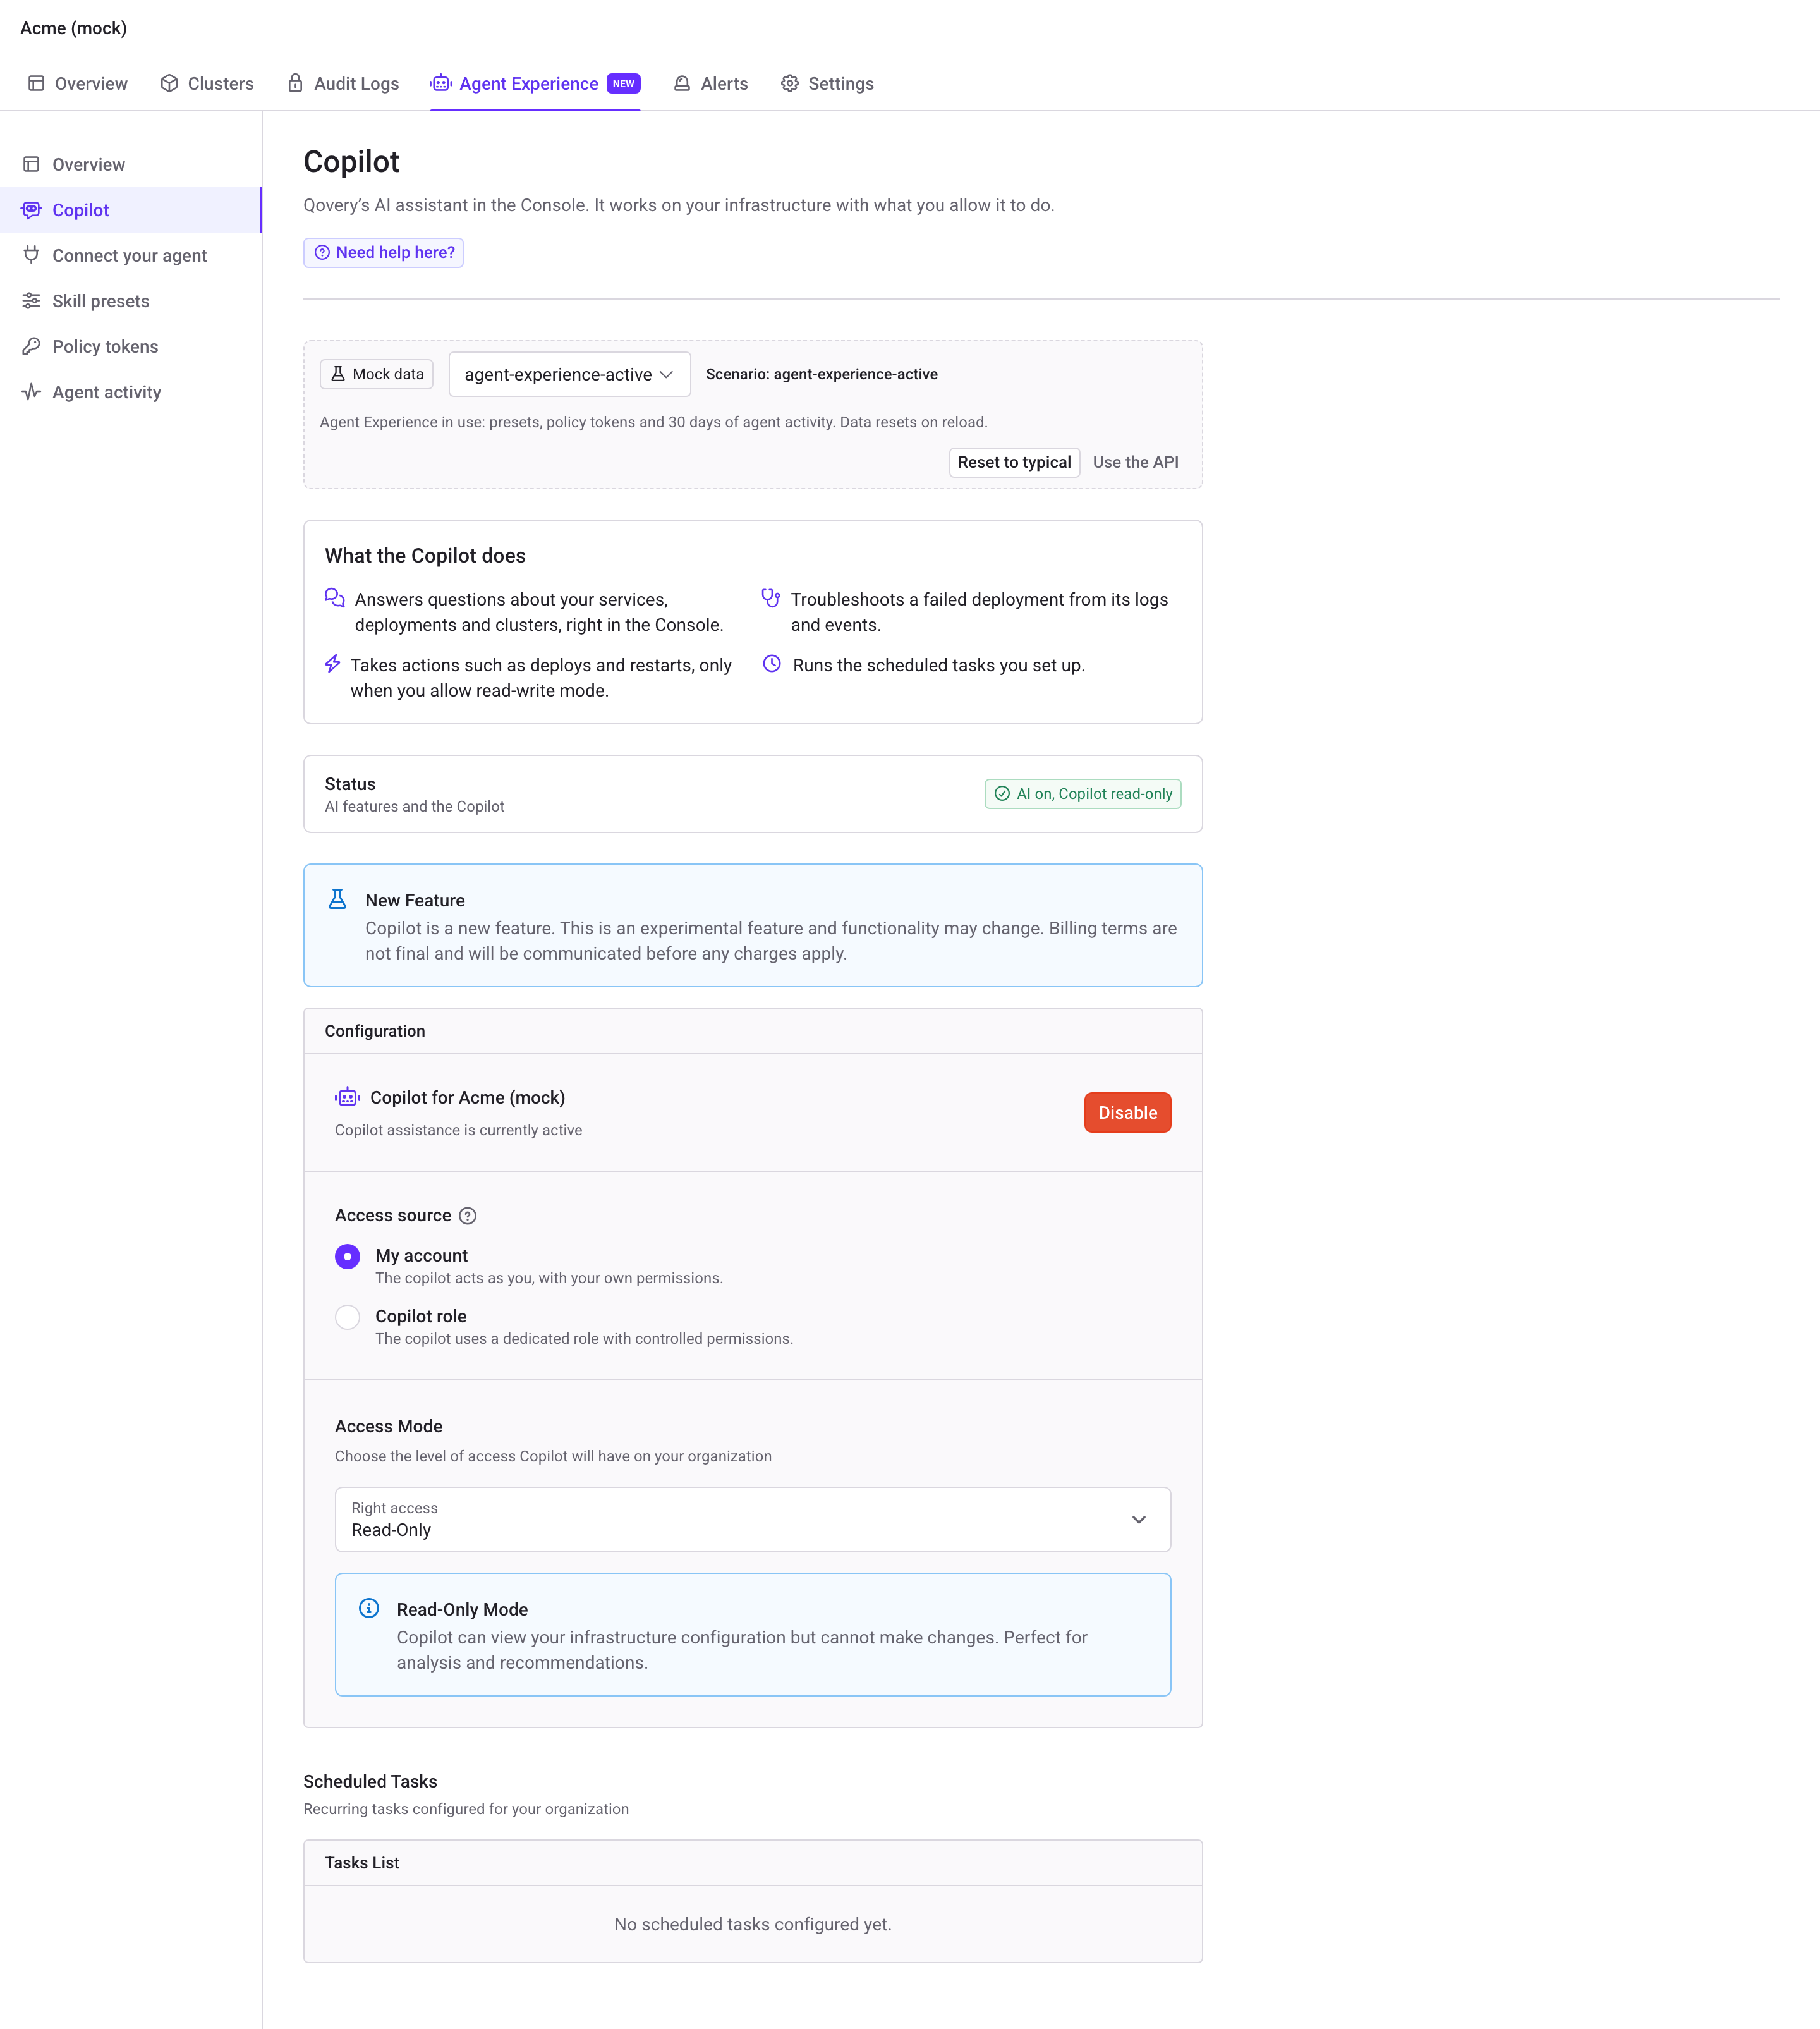 Acme (mock)
Overview
Clusters
Audit Logs
Agent Experience NEW
Alerts
Settings
Overview
Copilot
Connect your agent
Skill presets
Policy tokens
Agent activity
Copilot
Qovery’s AI assistant in the Console. It works on your infrastructure with what you allow it to do.
Need help here?
Mock data
agent-experience-active
Scenario: agent-experience-active
Agent Experience in use: presets, policy tokens and 30 days of agent activity. Data resets on reload.
Reset to typical
Use the API
What the Copilot does
Answers questions about your services,
deployments and clusters, right in the Console.
Troubleshoots a failed deployment from its logs
and events.
Takes actions such as deploys and restarts, only
when you allow read-write mode.
Runs the scheduled tasks you set up.
Status
AI features and the Copilot
AI on, Copilot read-only
New Feature
Copilot is a new feature. This is an experimental feature and functionality may change. Billing terms are
not final and will be communicated before any charges apply.
Configuration
Copilot for Acme (mock)
Copilot assistance is currently active
Disable
Access source
My account
The copilot acts as you, with your own permissions.
Copilot role
The copilot uses a dedicated role with controlled permissions.
Access Mode
Choose the level of access Copilot will have on your organization
Right access
Read-Only
Read-Only Mode
Copilot can view your infrastructure configuration but cannot make changes. Perfect for
analysis and recommendations.
Scheduled Tasks
Recurring tasks configured for your organization
Tasks List
No scheduled tasks configured yet.